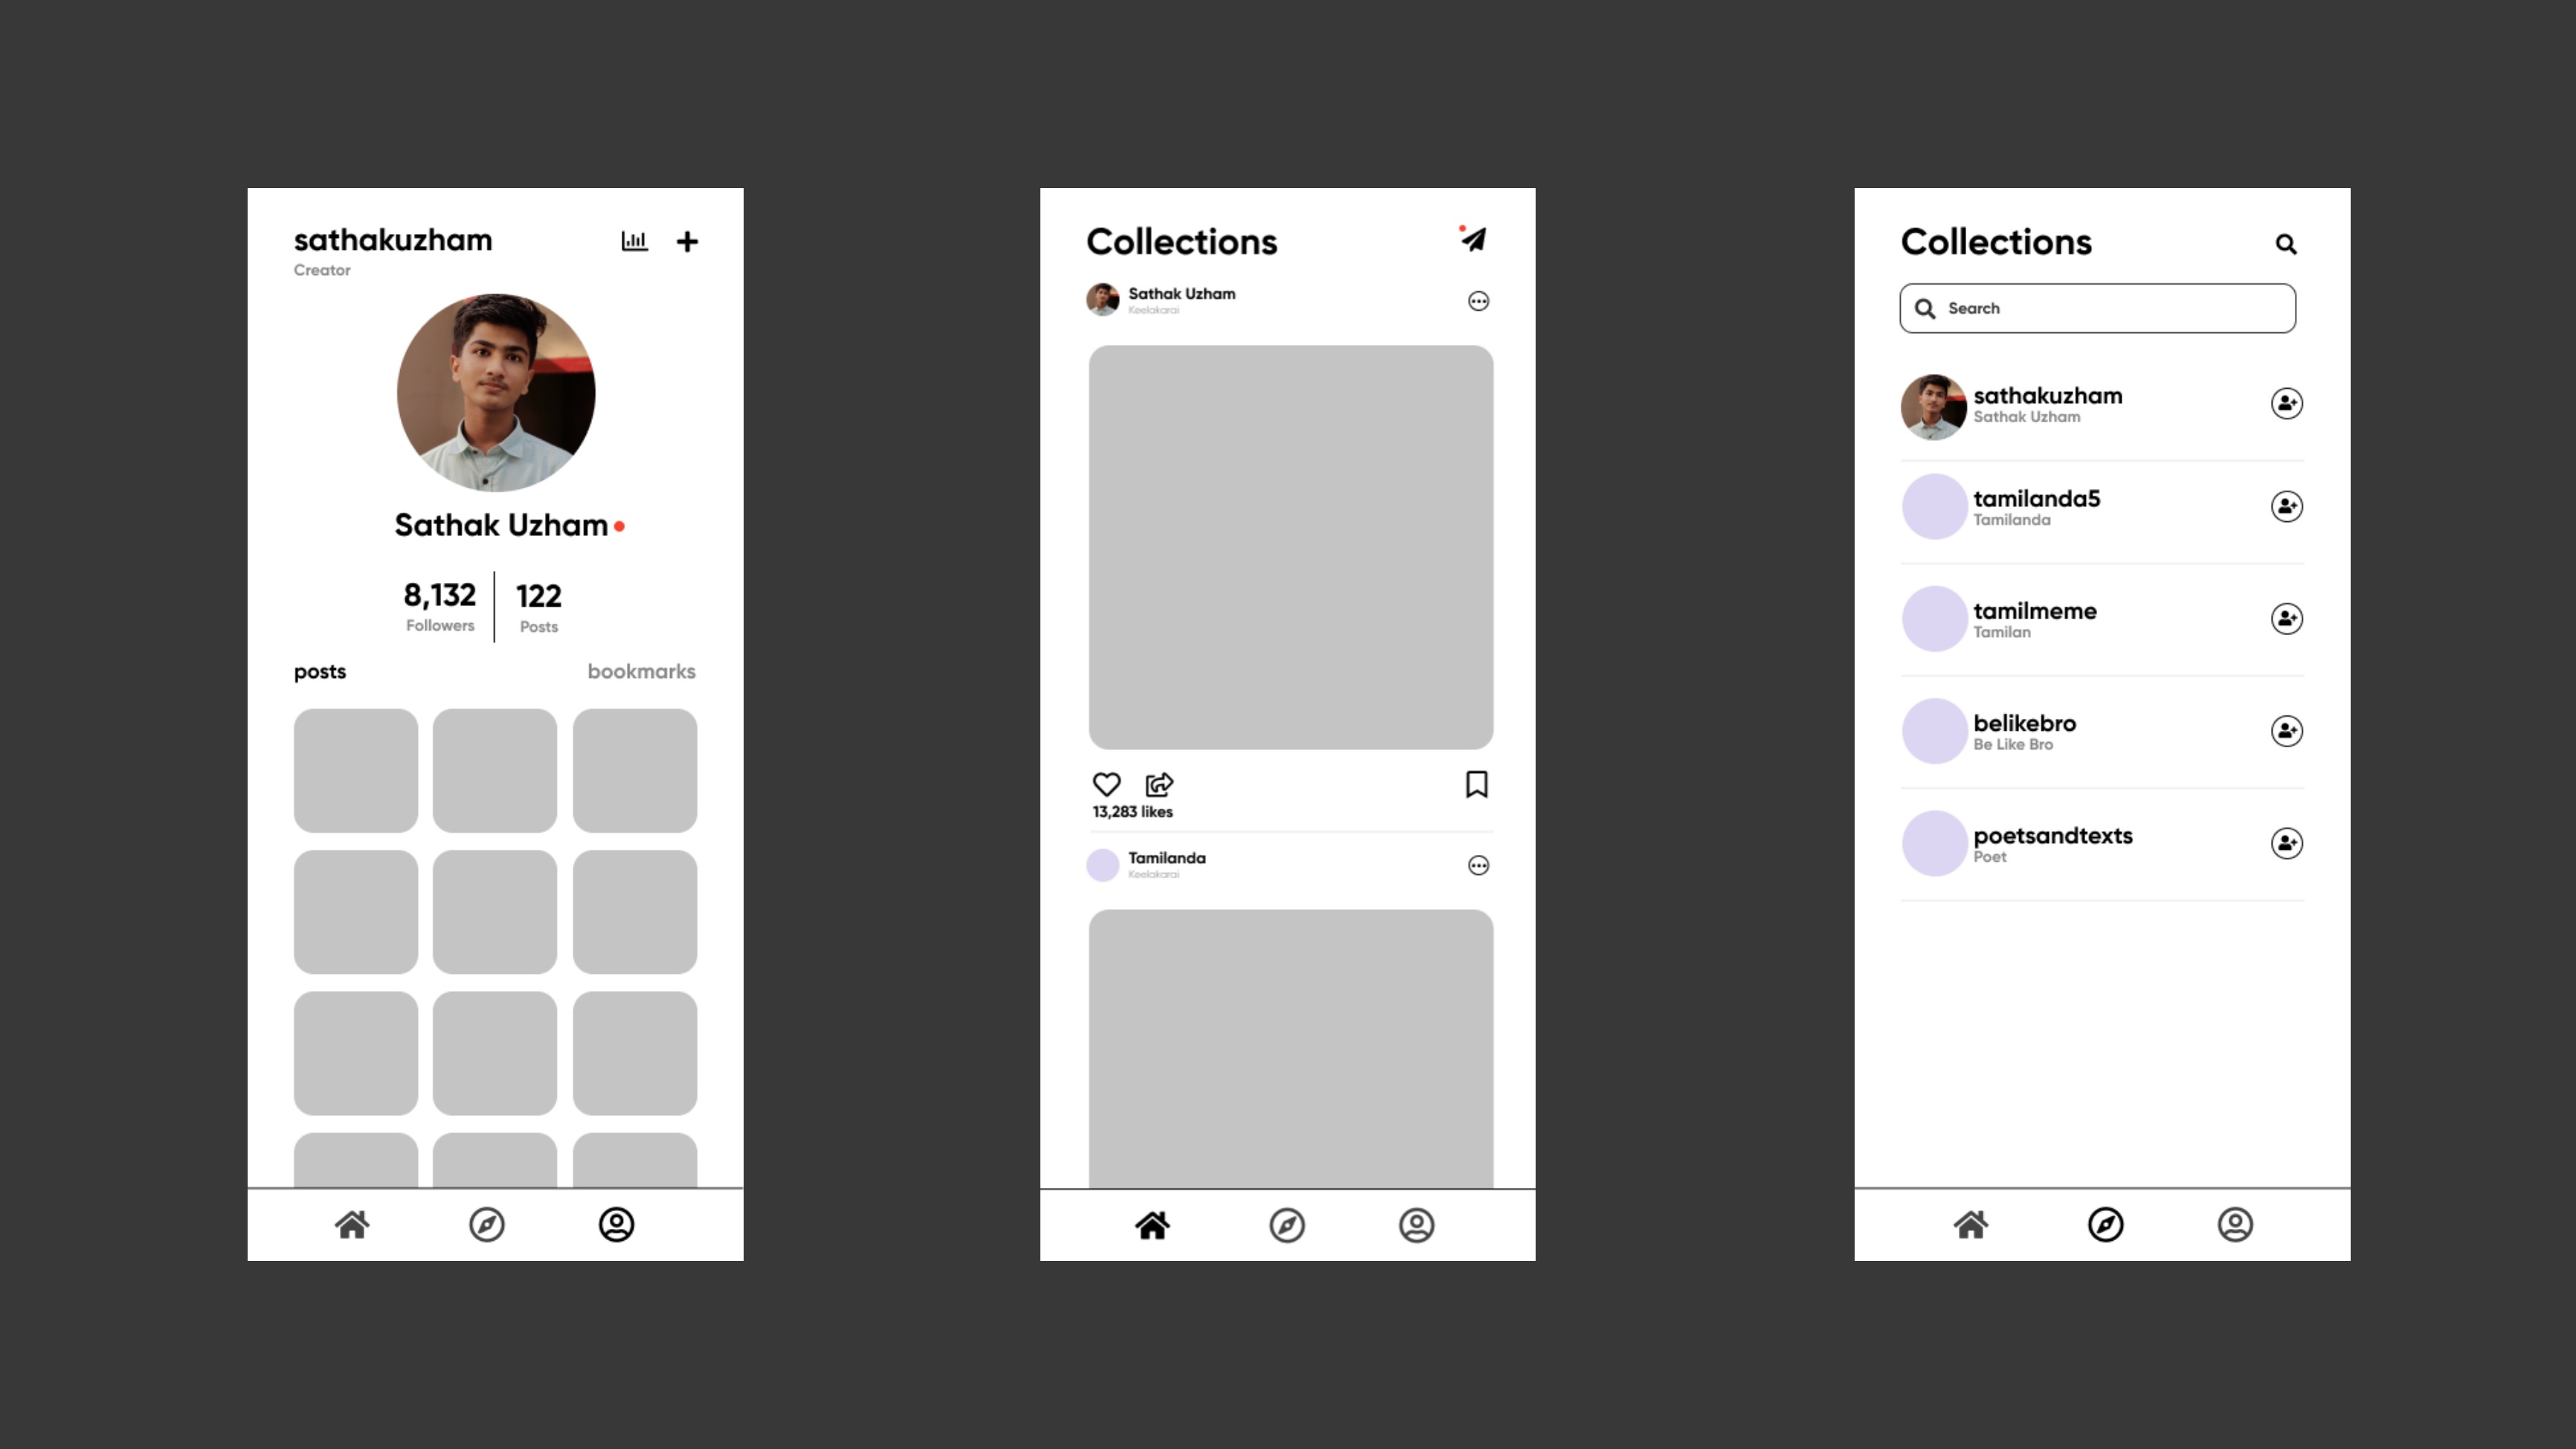 sathakuzham
Creator
Sathak Uzham
8,132
Followers
122
Posts
posts
bookmarks
Collections
Sathak Uzham
Keelakarai
13,283 likes
Tamilanda
Keelakarai
Collections
Search
sathakuzham
Sathak Uzham
tamilanda5
Tamilanda
tamilmeme
Tamilan
belikebro
Be Like Bro
poetsandtexts
Poet